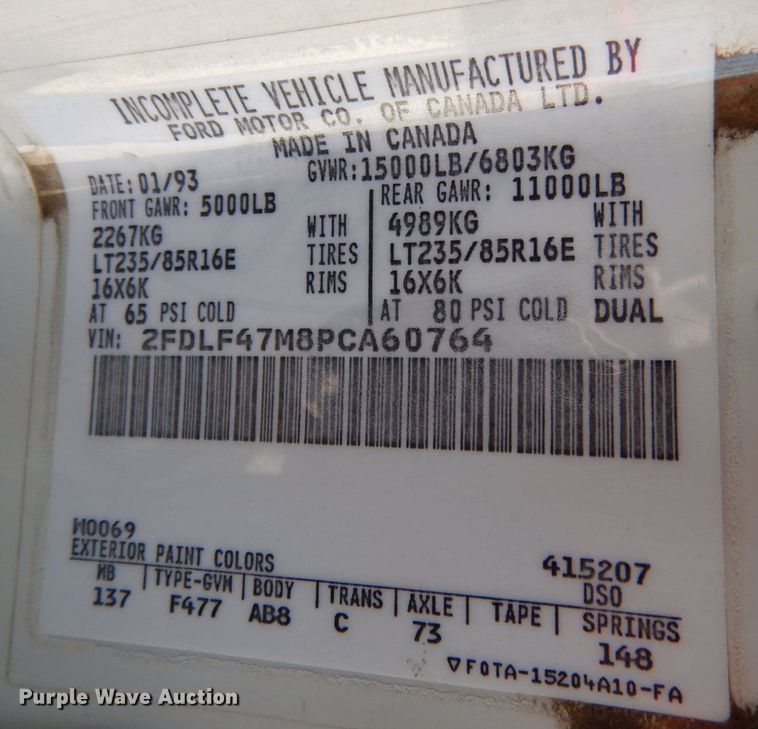 INCOMPLETE VEHICLE MANUFACTURED BY
FORD MOTOR CO. OF CANADA LTD.
MADE IN CANADA
DATE: 01/93 GVWR: 15000LB/6803KG
FRONT GAWR: 5000LB REAR GAWR: 11000LB
2267KG WITH 4989KG WITH
LT235/85R16E TIRES LT235/85R16E TIRES
16X6K RIMS 16X6K RIMS
AT 65 PSI COLD AT 80 PSI COLD DUAL
VIN: 2FDLF47M8PCA60764
W0069
EXTERIOR PAINT COLORS 415207
DSO
WB TYPE-GVM BODY TRANS AXLE TAPE SPRINGS
137 F477 AB8 C 73 148
∇F0TA-15204A10-FA
Purple Wave Auction